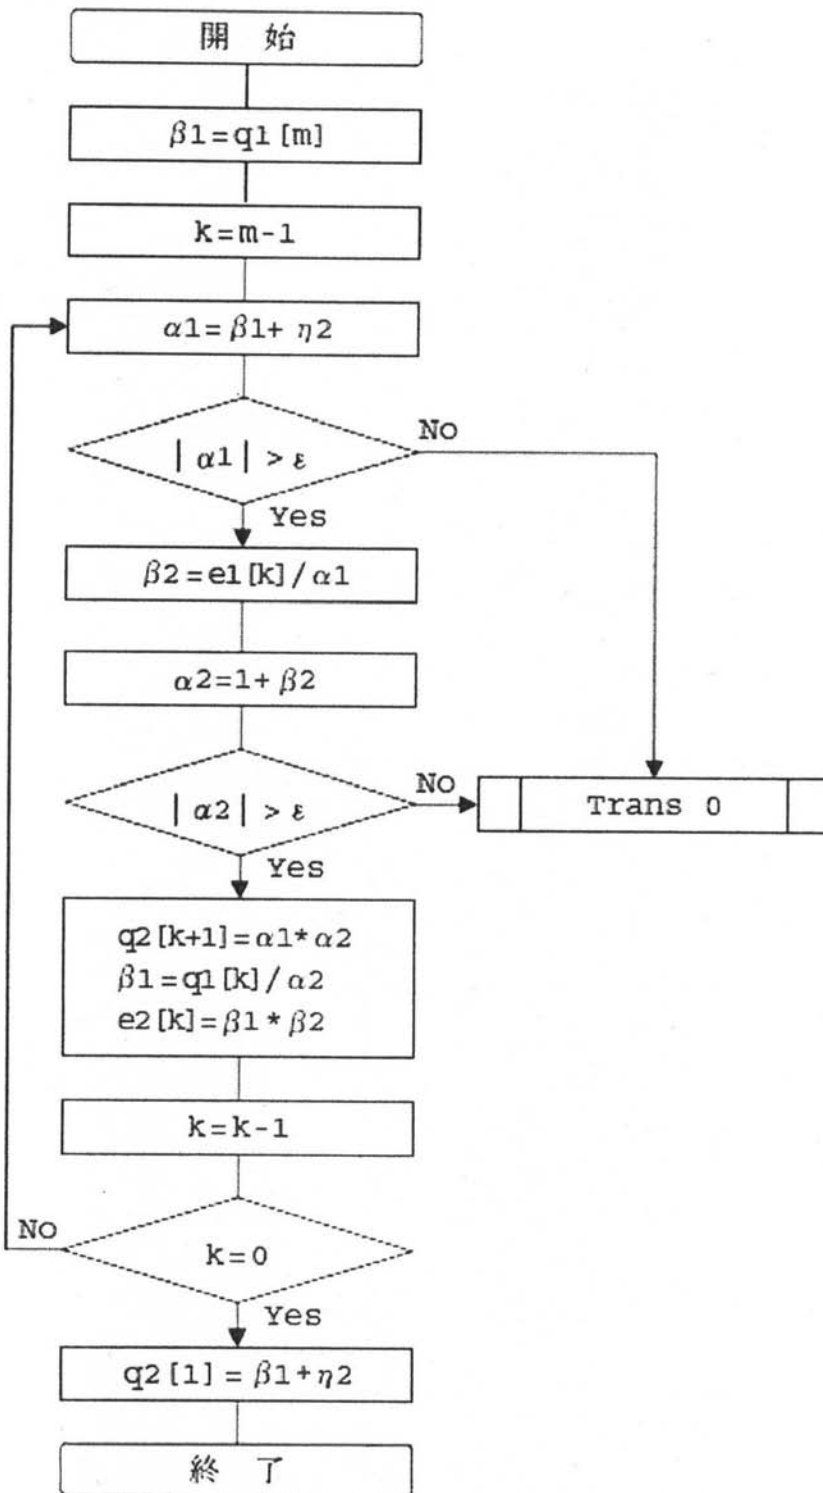 開 始
β1=q1[m]
k=m-1
α1=β1+ η2
|α1|>ε
No
Yes
β2=e1[k]/α1
α2=1+β2
|α2|>ε
No
Trans 0
Yes
q2[k+1]=α1*α2
β1=q1[k]/α2
e2[k]=β1*β2
k=k-1
No
k=0
Yes
q2[1]=β1+η2
終 了